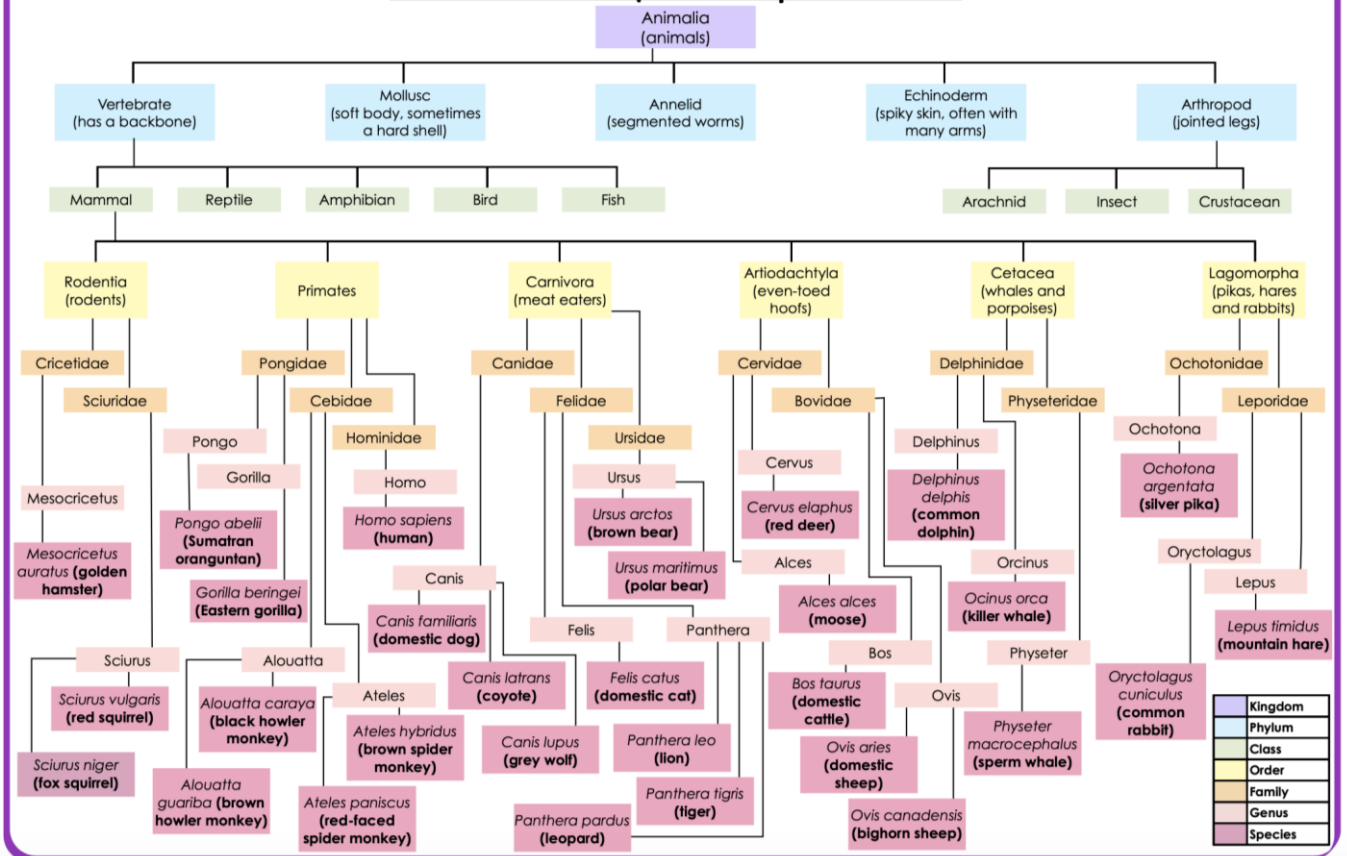 Animalia
(animals)
Vertebrate
(has a backbone)
Mollusc
(soft body, sometimes
a hard shell)
Annelid
(segmented worms)
Echinoderm
(spiky skin, often with
many arms)
Arthropod
(jointed legs)
Mammal
Reptile
Amphibian
Bird
Fish
Arachnid
Insect
Crustacean
Rodentia
(rodents)
Primates
Carnivora
(meat eaters)
Artiodachtyla
(even-toed
hoofs)
Cetacea
(whales and
porpoises)
Lagomorpha
(pikas, hares
and rabbits)
Cricetidae
Pongidae
Canidae
Cervidae
Delphinidae
Ochotonidae
Sciuridae
Cebidae
Felidae
Bovidae
Physeteridae
Leporidae
Pongo
Hominidae
Ursidae
Delphinus
Ochotona
Gorilla
Homo
Ursus
Cervus
Mesocricetus
Pongo abelii
(Sumatran
oranguntan)
Homo sapiens
(human)
Ursus arctos
(brown bear)
Cervus elaphus
(red deer)
Delphinus
delphis
(common
dolphin)
Ochotona
argentata
(silver pika)
Mesocricetus
auratus (golden
hamster)
Gorilla beringei
(Eastern gorilla)
Canis
Ursus maritimus
(polar bear)
Alces
Orcinus
Oryctolagus
Lepus
Canis familiaris
(domestic dog)
Felis
Panthera
Alces alces
(moose)
Ocinus orca
(killer whale)
Lepus timidus
(mountain hare)
Sciurus
Alouatta
Bos
Physeter
Sciurus vulgaris
(red squirrel)
Alouatta caraya
(black howler
monkey)
Ateles
Canis latrans
(coyote)
Felis catus
(domestic cat)
Bos taurus
(domestic
cattle)
Ovis
Oryctolagus
cuniculus
(common
rabbit)
Ateles hybridus
(brown spider
monkey)
Canis lupus
(grey wolf)
Panthera leo
(lion)
Ovis aries
(domestic
sheep)
Physeter
macrocephalus
(sperm whale)
Sciurus niger
(fox squirrel)
Alouatta
guariba (brown
howler monkey)
Ateles paniscus
(red-faced
spider monkey)
Panthera pardus
(leopard)
Panthera tigris
(tiger)
Ovis canadensis
(bighorn sheep)
Kingdom
Phylum
Class
Order
Family
Genus
Species